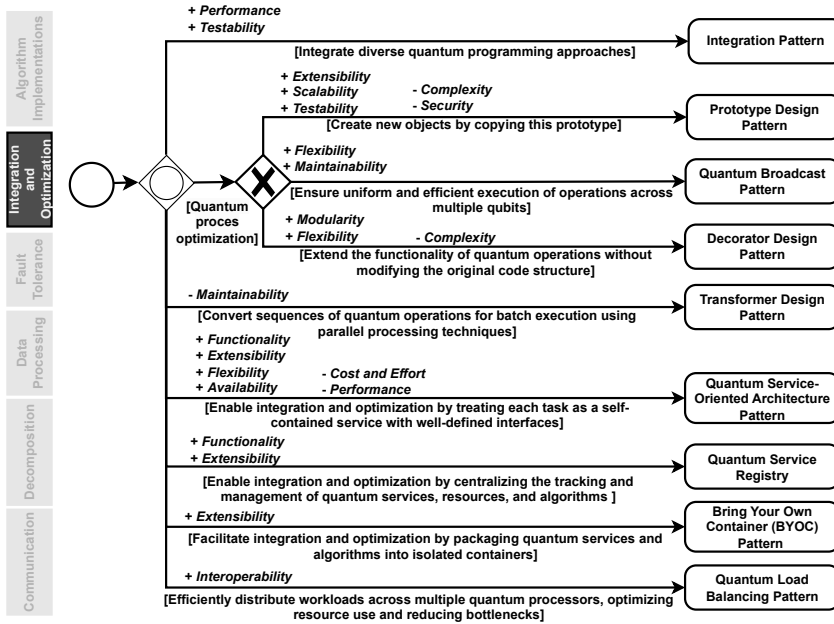 Algorithm
Implementations
Integration
and
Optimization
Fault
Tolerance
Data
Processing
Decomposition
Communication
+ Performance
+ Testability
[Integrate diverse quantum programming approaches]
Integration Pattern
[Quantum
proces
optimization]
+ Extensibility
+ Scalability
- Complexity
+ Testability
- Security
[Create new objects by copying this prototype]
Prototype Design
Pattern
+ Flexibility
+ Maintainability
[Ensure uniform and efficient execution of operations across
multiple qubits]
Quantum Broadcast
Pattern
+ Modularity
+ Flexibility
- Complexity
[Extend the functionality of quantum operations without
modifying the original code structure]
Decorator Design
Pattern
- Maintainability
[Convert sequences of quantum operations for batch execution using
parallel processing techniques]
Transformer Design
Pattern
+ Functionality
+ Extensibility
+ Flexibility
- Cost and Effort
+ Availability
- Performance
[Enable integration and optimization by treating each task as a self-
contained service with well-defined interfaces]
Quantum Service-
Oriented Architecture
Pattern
+ Functionality
+ Extensibility
[Enable integration and optimization by centralizing the tracking and
management of quantum services, resources, and algorithms ]
Quantum Service
Registry
+ Extensibility
[Facilitate integration and optimization by packaging quantum services and
algorithms into isolated containers]
Bring Your Own
Container (BYOC)
Pattern
+ Interoperability
[Efficiently distribute workloads across multiple quantum processors, optimizing
resource use and reducing bottlenecks]
Quantum Load
Balancing Pattern